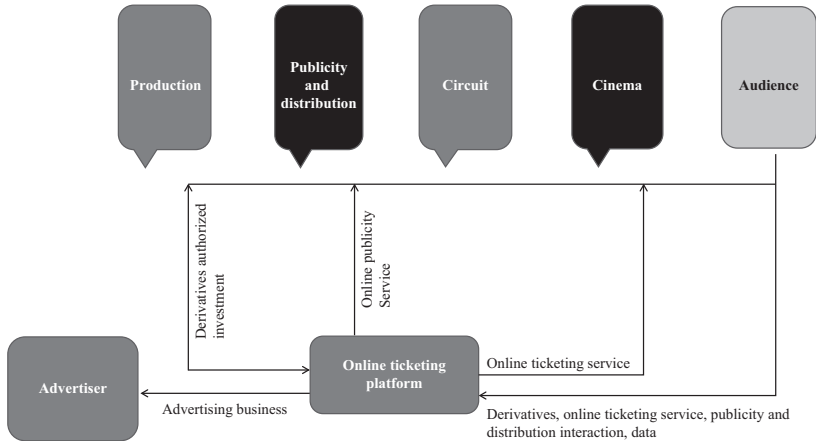 Production
Publicity
and
distribution
Circuit
Cinema
Audience
Derivatives authorized
investment
Online publicity
Service
Advertiser
Advertising business
Online ticketing
platform
Online ticketing service
Derivatives, online ticketing service, publicity and
distribution interaction, data